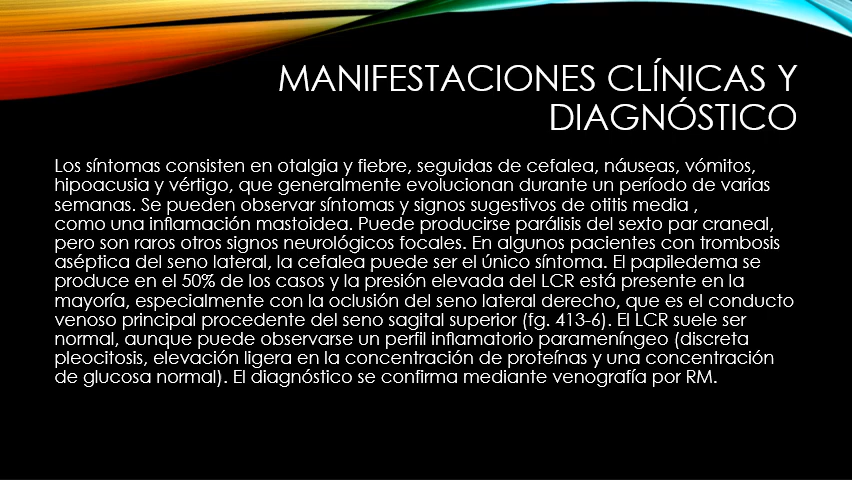 MANIFESTACIONES CLÍNICAS Y
DIAGNÓSTICO
Los síntomas consisten en otalgia y fiebre, seguidas de cefalea, náuseas, vómitos,
hipoacusia y vértigo, que generalmente evolucionan durante un período de varias
semanas. Se pueden observar síntomas y signos sugestivos de otitis media ,
como una inflamación mastoidea. Puede producirse parálisis del sexto par craneal,
pero son raros otros signos neurológicos focales. En algunos pacientes con trombosis
aséptica del seno lateral, la cefalea puede ser el único síntoma. El papiledema se
produce en el 50% de los casos y la presión elevada del LCR está presente en la
mayoría, especialmente con la oclusión del seno lateral derecho, que es el conducto
venoso principal procedente del seno sagital superior (fg. 413-6). El LCR suele ser
normal, aunque puede observarse un perfil inflamatorio parameníngeo (discreta
pleocitosis, elevación ligera en la concentración de proteínas y una concentración
de glucosa normal). El diagnóstico se confirma mediante venografía por RM.